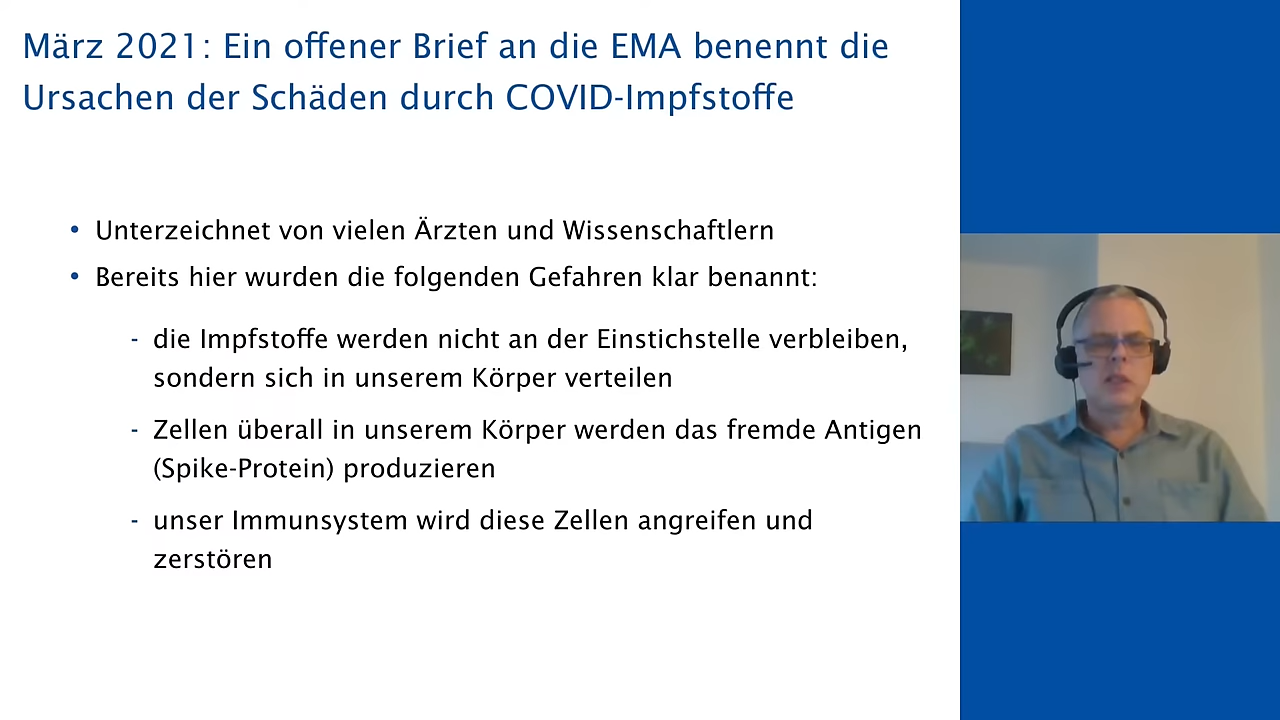 März 2021: Ein offener Brief an die EMA benennt die
Ursachen der Schäden durch COVID-Impfstoffe
• Unterzeichnet von vielen Ärzten und Wissenschaftlern
• Bereits hier wurden die folgenden Gefahren klar benannt:
- die Impfstoffe werden nicht an der Einstichstelle verbleiben,
sondern sich in unserem Körper verteilen
- Zellen überall in unserem Körper werden das fremde Antigen
(Spike-Protein) produzieren
- unser Immunsystem wird diese Zellen angreifen und
zerstören